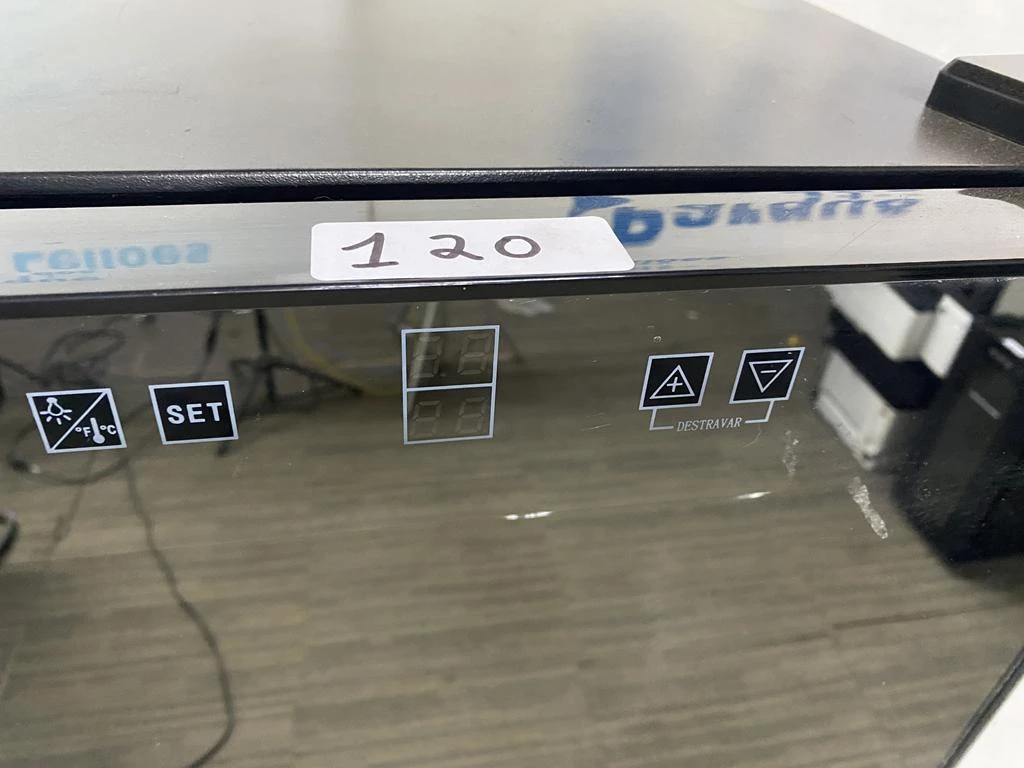 120
°F °C
SET
+
-
DESTRAVAR